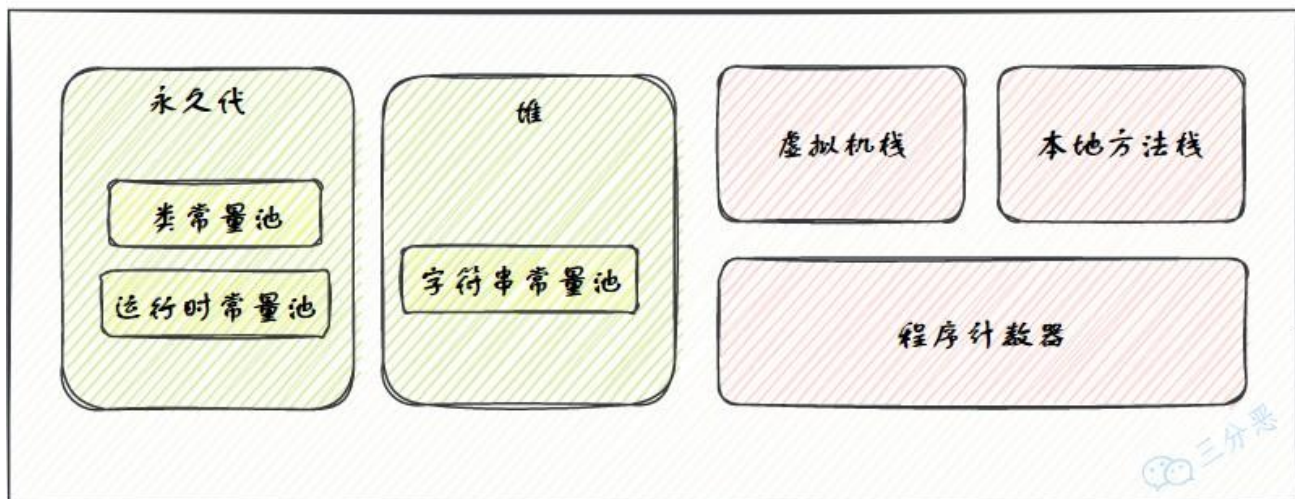 永久代
类常量池
运行时常量池
堆
字符串常量池
虚拟机栈
本地方法栈
程序计数器
三分恶